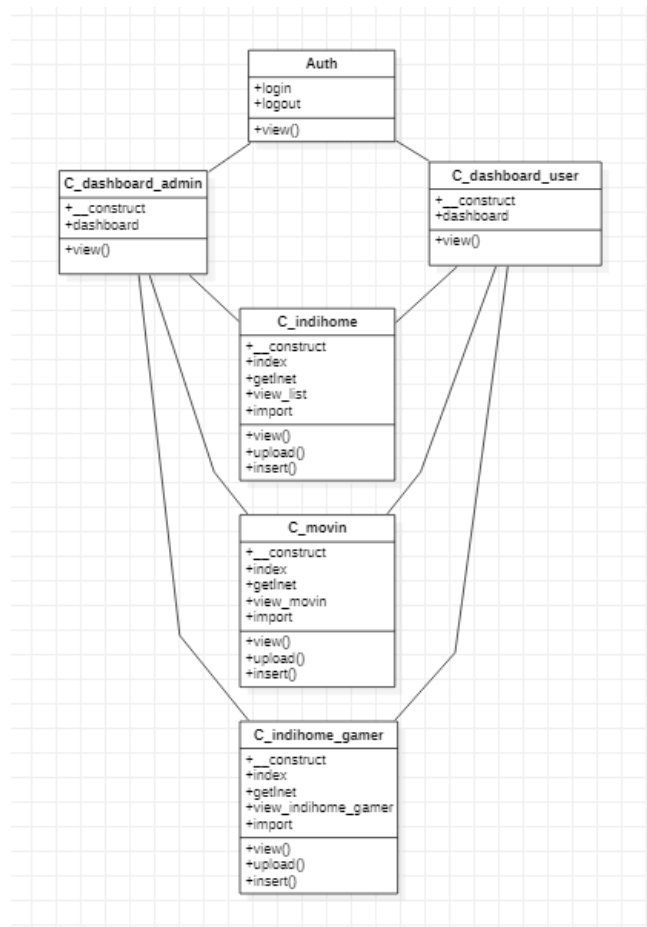 Auth
+login
+logout
+view()
C_dashboard_admin
+__construct
+dashboard
+view()
C_dashboard_user
+__construct
+dashboard
+view()
C_indihome
+__construct
+index
+getInet
+view_list
+import
+view()
+upload()
+insert()
C_movin
+__construct
+index
+getInet
+view_movin
+import
+view()
+upload()
+insert()
C_indihome_gamer
+__construct
+index
+getInet
+view_indihome_gamer
+import
+view()
+upload()
+insert()